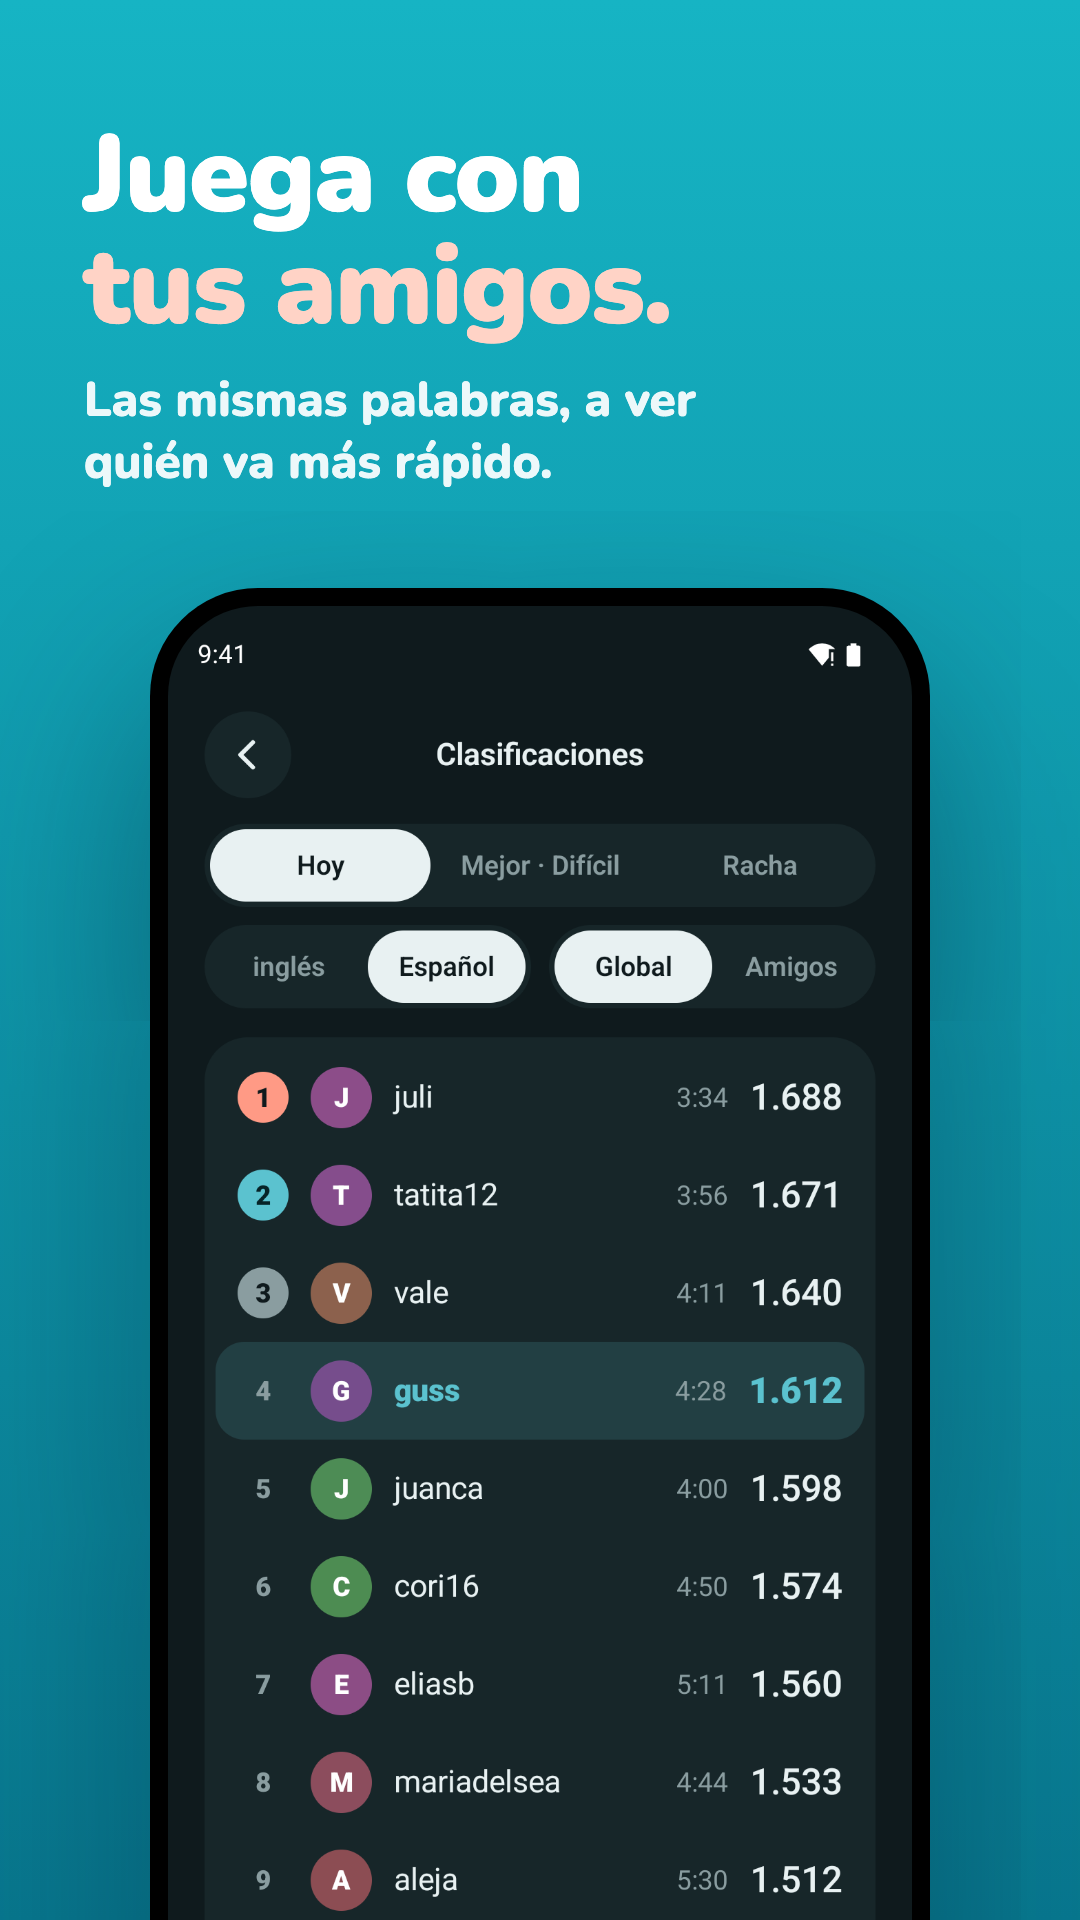 Juega con
tus amigos.
Las mismas palabras, a ver
quién va más rápido.
9:41
Clasificaciones
Hoy Mejor · Difícil Racha
inglés Español Global Amigos
1 J juli 3:34 1.688
2 T tatita12 3:56 1.671
3 V vale 4:11 1.640
4 G guss 4:28 1.612
5 J juanca 4:00 1.598
6 C cori16 4:50 1.574
7 E eliasb 5:11 1.560
8 M mariadelsea 4:44 1.533
9 A aleja 5:30 1.512